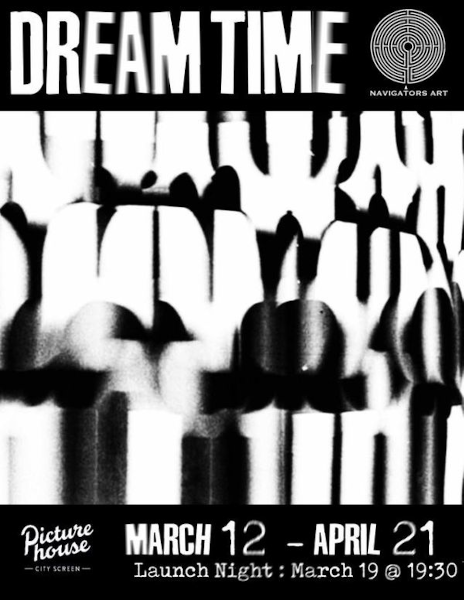 DREAM TIME
NAVIGATORS ART
Picture
house
CITY SCREEN
MARCH 12 – APRIL 21
Launch Night : March 19 @ 19:30